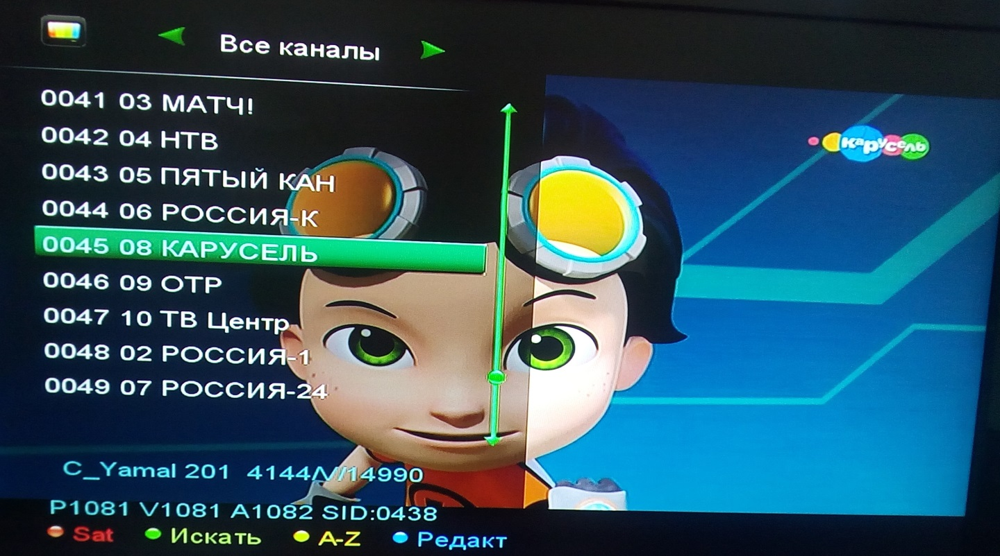 Все каналы
0041 03 МАТЧ!
0042 04 НТВ
0043 05 ПЯТЫЙ КАН
0044 06 РОССИЯ-К
0045 08 КАРУСЕЛЬ
0046 09 ОТР
0047 10 ТВ Центр
0048 02 РОССИЯ-1
0049 07 РОССИЯ-24
Карусель
C_Yamal 201 4144/V/14990
P1081 V1081 A1082 SID:0438
Sat Искать A-Z Редакт